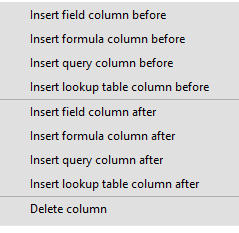 Insert field column before
Insert formula column before
Insert query column before
Insert lookup table column before
Insert field column after
Insert formula column after
Insert query column after
Insert lookup table column after
Delete column